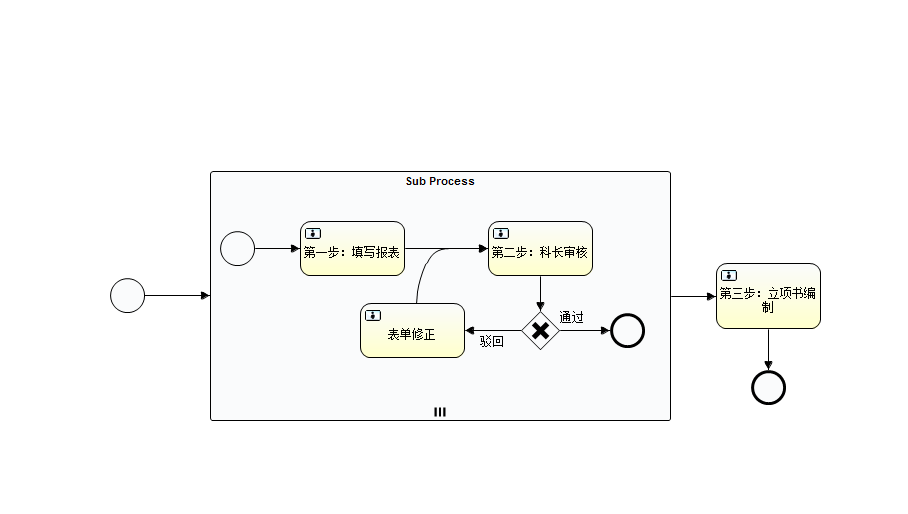 Sub Process
第一步：填写报表
第二步：科长审核
表单修正
驳回
通过
第三步：立项书编
制